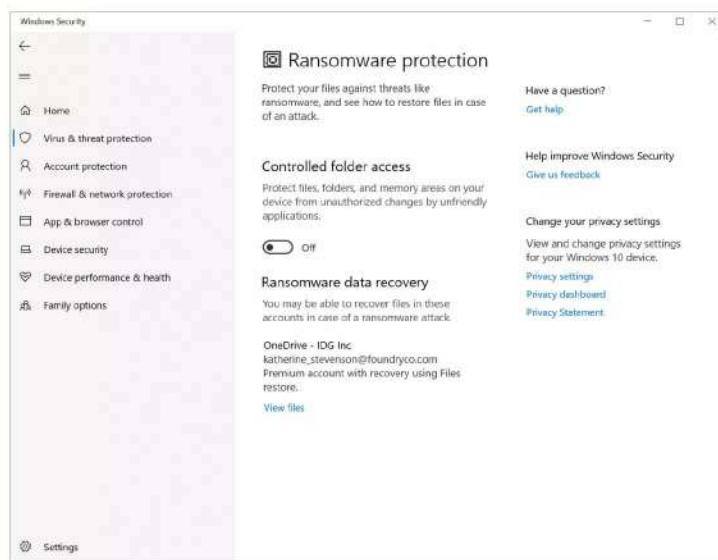 Windows Security
Home
Virus & threat protection
Account protection
Firewall & network protection
App & browser control
Device security
Device performance & health
Family options
Settings
Ransomware protection
Protect your files against threats like
ransomware, and see how to restore files in case
of an attack.
Controlled folder access
Protect files, folders, and memory areas on your
device from unauthorized changes by unfriendly
applications.
Off
Ransomware data recovery
You may be able to recover files in these
accounts in case of a ransomware attack.
OneDrive - IDG Inc
katherine_stevenson@foundryco.com
Premium account with recovery using Files
restore.
View files
Have a question?
Get help
Help improve Windows Security
Give us feedback
Change your privacy settings
View and change privacy settings
for your Windows 10 device.
Privacy settings
Privacy dashboard
Privacy Statement